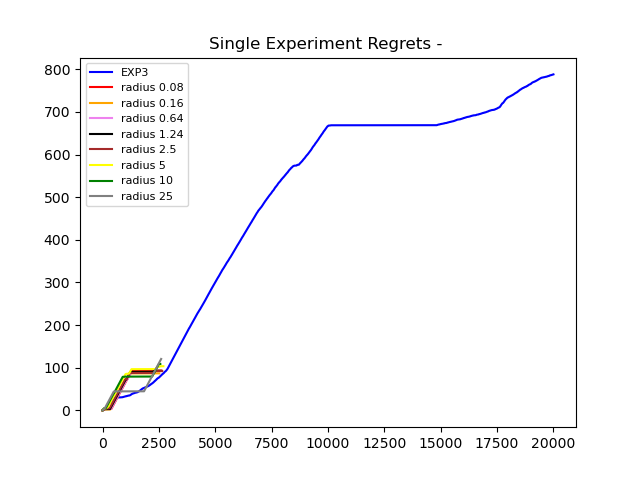 Single Experiment Regrets -
800
700
600
500
400
300
200
100
0
EXP3
radius 0.08
radius 0.16
radius 0.64
radius 1.24
radius 2.5
radius 5
radius 10
radius 25
0 2500 5000 7500 10000 12500 15000 17500 20000